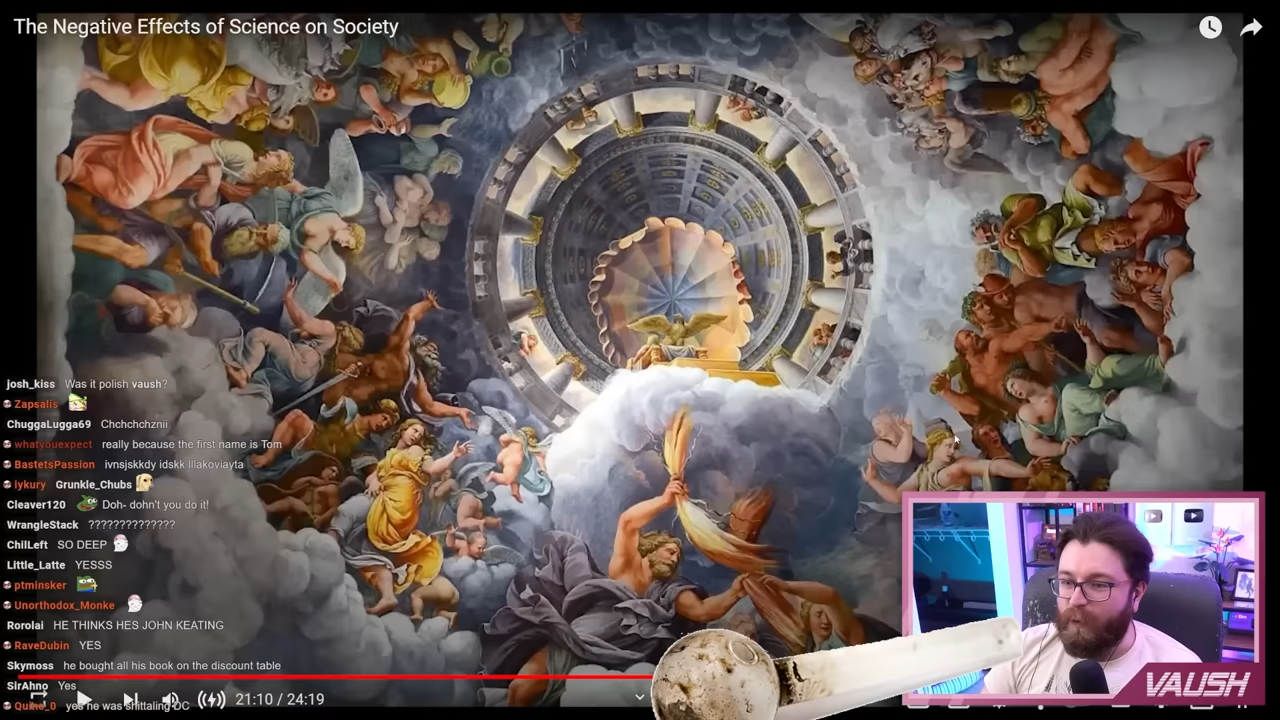 The Negative Effects of Science on Society
josh_kiss Was it polish vaush?
Zapsalis
ChuggaLugga69 Chchchchznii
whatyouexpect really because the first name is Tom
BastetsPassion ivnsjskkdy idskk lilakoviayta
iykury Grunkle_Chubs
Cleaver120 Doh- dohn't you do it!
WrangleStack ??????????????
ChilLeft SO DEEP
Little_Latte YESSS
ptminsker
Unorthodox_Monke
Rorolai HE THINKS HES JOHN KEATING
RaveDubin YES
Skymoss he bought all his book on the discount table
SirAhno Yes
yes he was shittaling DC
21:10 / 24:19
VAUSH